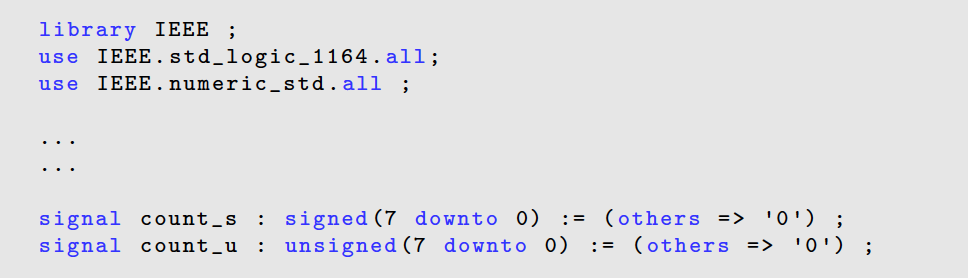 library IEEE ;
use IEEE.std_logic_1164.all;
use IEEE.numeric_std.all ;
...
...
signal count_s : signed(7 downto 0) := (others => '0') ;
signal count_u : unsigned(7 downto 0) := (others => '0') ;